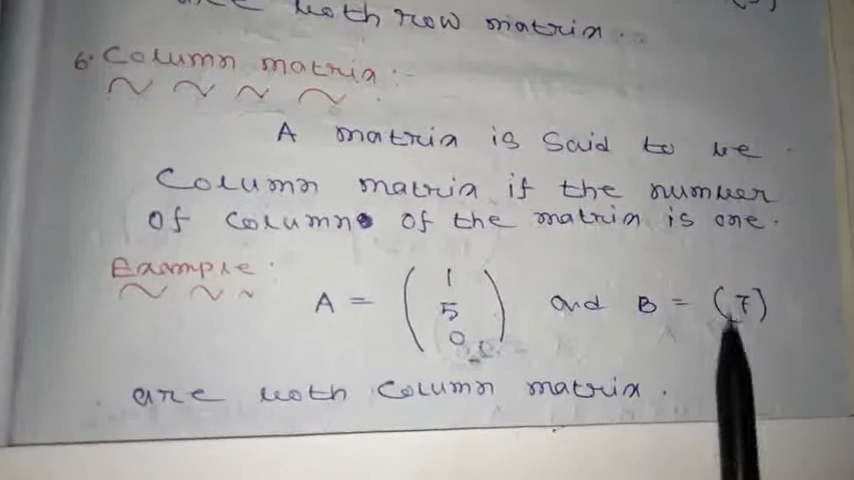 are both row matrix.
6. Column matrix :-
A matrix is said to be
column matrix if the number
of columns of the matrix is one.
Example :
A = ( 1 5 0 ) and B = (7)
are both column matrix.